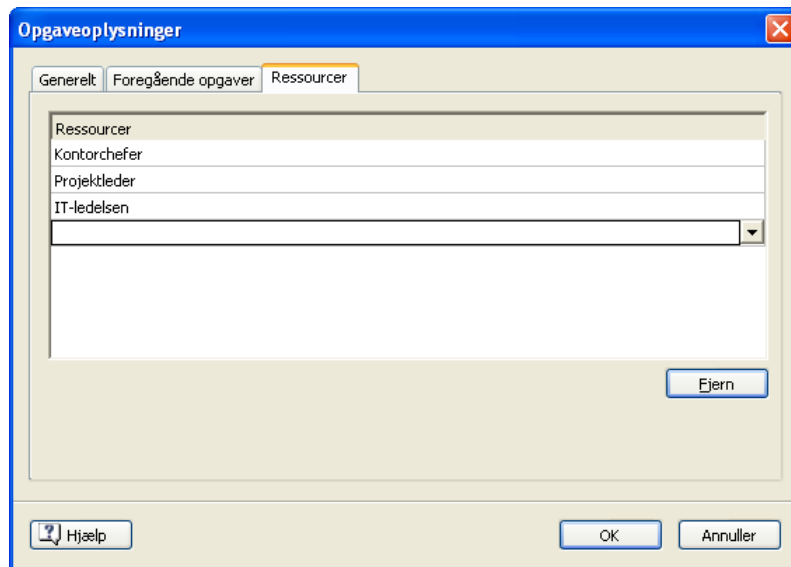 Opgaveoplysninger
Generelt Foregående opgaver Ressourcer
Ressourcer
Kontorchefer
Projektleder
IT-ledelsen
Fjern
Hjælp OK Annuller